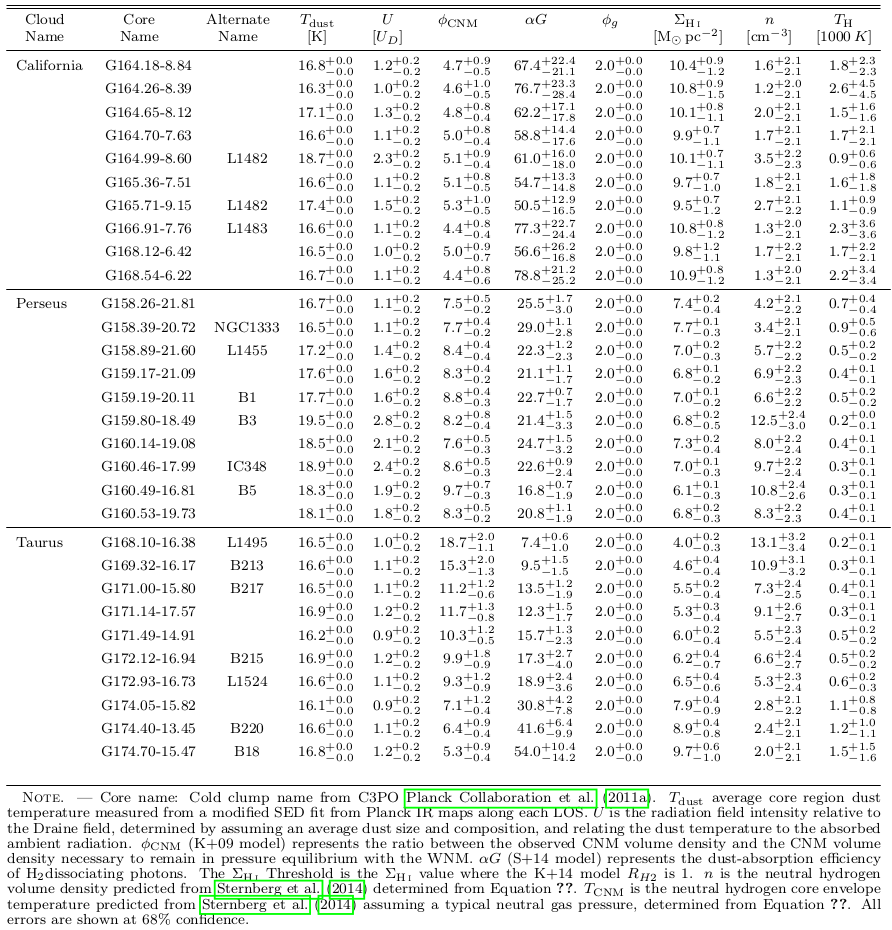 Cloud Core Alternate Tdust U ϕCNM αG ϕg ΣH I n TH
Name Name Name [K] [UD] [M⊙ pc−2] [cm−3] [1000 K]
California G164.18-8.84 16.8+0.0−0.0 1.2+0.2−0.2 4.7+0.9−0.5 67.4+22.4−21.1 2.0+0.0−0.0 10.4+0.9−1.2 1.6+2.1−2.1 1.8+2.3−2.3
G164.26-8.39 16.3+0.0−0.0 1.0+0.2−0.2 4.6+1.0−0.5 76.7+23.3−28.4 2.0+0.0−0.0 10.8+0.9−1.5 1.2+2.0−2.1 2.6+4.5−4.5
G164.65-8.12 17.1+0.0−0.0 1.3+0.2−0.2 4.8+0.8−0.4 62.2+17.1−17.8 2.0+0.0−0.0 10.1+0.8−1.1 2.0+2.1−2.1 1.5+1.6−1.6
G164.70-7.63 16.6+0.0−0.0 1.1+0.2−0.2 5.0+0.8−0.4 58.8+14.4−17.6 2.0+0.0−0.0 9.9+0.7−1.1 1.7+2.1−2.1 1.7+2.1−2.1
G164.99-8.60 L1482 18.7+0.0−0.0 2.3+0.2−0.2 5.1+0.9−0.4 61.0+16.0−18.0 2.0+0.0−0.0 10.1+0.7−1.1 3.5+2.2−2.3 0.9+0.6−0.6
G165.36-7.51 16.6+0.0−0.0 1.1+0.2−0.2 5.1+0.8−0.5 54.7+13.3−14.8 2.0+0.0−0.0 9.7+0.7−1.0 1.8+2.1−2.1 1.6+1.8−1.8
G165.71-9.15 L1482 17.4+0.0−0.0 1.5+0.2−0.2 5.3+1.0−0.5 50.5+12.9−16.5 2.0+0.0−0.0 9.5+0.7−1.2 2.7+2.1−2.2 1.1+0.9−0.9
G166.91-7.76 L1483 16.6+0.0−0.0 1.1+0.2−0.2 4.4+0.8−0.4 77.3+22.7−24.4 2.0+0.0−0.0 10.8+0.8−1.2 1.3+2.0−2.1 2.3+3.6−3.6
G168.12-6.42 16.5+0.0−0.0 1.0+0.2−0.2 5.0+0.9−0.7 56.6+26.2−16.8 2.0+0.0−0.0 9.8+1.2−1.1 1.7+2.2−2.1 1.7+2.2−2.1
G168.54-6.22 16.7+0.0−0.0 1.1+0.2−0.2 4.4+0.8−0.6 78.8+21.2−25.2 2.0+0.0−0.0 10.9+0.8−1.2 1.3+2.0−2.1 2.2+3.4−3.4
Perseus G158.26-21.81 16.7+0.0−0.0 1.1+0.2−0.2 7.5+0.5−0.2 25.5+1.7−3.0 2.0+0.0−0.0 7.4+0.2−0.4 4.2+2.1−2.2 0.7+0.4−0.4
G158.39-20.72 NGC1333 16.5+0.0−0.0 1.1+0.2−0.2 7.7+0.4−0.2 29.0+1.1−2.8 2.0+0.0−0.0 7.7+0.1−0.3 3.4+2.1−2.1 0.9+0.5−0.6
G158.89-21.60 L1455 17.2+0.0−0.0 1.4+0.2−0.2 8.4+0.4−0.2 22.3+1.2−2.3 2.0+0.0−0.0 7.0+0.2−0.3 5.7+2.2−2.2 0.5+0.2−0.2
G159.17-21.09 17.6+0.0−0.0 1.6+0.2−0.2 8.3+0.4−0.2 21.1+1.1−1.7 2.0+0.0−0.0 6.8+0.1−0.2 6.9+2.2−2.3 0.4+0.1−0.1
G159.19-20.11 B1 17.7+0.0−0.0 1.6+0.2−0.2 8.8+0.4−0.3 22.7+0.7−1.7 2.0+0.0−0.0 7.0+0.1−0.2 6.6+2.2−2.2 0.5+0.2−0.2
G159.80-18.49 B3 19.5+0.0−0.0 2.8+0.2−0.2 8.2+0.8−0.4 21.4+1.5−3.3 2.0+0.0−0.0 6.8+0.2−0.5 12.5+2.4−3.0 0.2+0.0−0.1
G160.14-19.08 18.5+0.0−0.0 2.1+0.2−0.2 7.6+0.5−0.3 24.7+1.5−3.2 2.0+0.0−0.0 7.3+0.2−0.4 8.0+2.2−2.4 0.4+0.1−0.1
G160.46-17.99 IC348 18.9+0.0−0.0 2.4+0.2−0.2 8.6+0.5−0.3 22.6+0.9−2.4 2.0+0.0−0.0 7.0+0.1−0.3 9.7+2.2−2.4 0.3+0.1−0.1
G160.49-16.81 B5 18.3+0.0−0.0 1.9+0.2−0.2 9.7+0.7−0.3 16.8+0.7−1.9 2.0+0.0−0.0 6.1+0.1−0.3 10.8+2.4−2.6 0.3+0.1−0.1
G160.53-19.73 18.1+0.0−0.0 1.8+0.2−0.2 8.3+0.5−0.2 20.8+1.1−1.9 2.0+0.0−0.0 6.8+0.2−0.3 8.3+2.2−2.3 0.4+0.1−0.1
Taurus G168.10-16.38 L1495 16.5+0.0−0.0 1.0+0.2−0.2 18.7+2.0−1.1 7.4+0.6−1.0 2.0+0.0−0.0 4.0+0.2−0.3 13.1+3.2−3.4 0.2+0.1−0.1
G169.32-16.17 B213 16.6+0.0−0.0 1.1+0.2−0.2 15.3+2.0−1.3 9.5+1.5−1.5 2.0+0.0−0.0 4.6+0.4−0.4 10.9+3.1−3.2 0.3+0.1−0.1
G171.00-15.80 B217 16.6+0.0−0.0 1.1+0.2−0.2 11.2+1.2−0.6 13.5+1.2−1.9 2.0+0.0−0.0 5.5+0.2−0.4 7.3+2.4−2.5 0.4+0.1−0.1
G171.14-17.57 16.9+0.0−0.0 1.2+0.2−0.2 11.7+1.3−0.8 12.3+1.5−1.7 2.0+0.0−0.0 5.3+0.3−0.4 9.1+2.6−2.7 0.3+0.1−0.1
G171.49-14.91 16.2+0.0−0.0 0.9+0.2−0.2 10.3+1.2−0.5 15.7+1.3−2.3 2.0+0.0−0.0 6.0+0.2−0.4 5.5+2.3−2.4 0.5+0.2−0.2
G172.12-16.94 B215 16.9+0.0−0.0 1.2+0.2−0.2 9.9+1.8−0.9 17.3+2.7−4.0 2.0+0.0−0.0 6.2+0.4−0.7 6.6+2.4−2.7 0.5+0.2−0.2
G172.93-16.73 L1524 16.6+0.0−0.0 1.1+0.2−0.2 9.3+1.2−0.9 18.9+2.4−3.6 2.0+0.0−0.0 6.5+0.4−0.6 5.3+2.3−2.4 0.6+0.2−0.3
G174.05-15.82 16.1+0.0−0.0 0.9+0.2−0.2 7.1+1.2−0.4 30.8+4.2−7.8 2.0+0.0−0.0 7.9+0.4−0.9 2.8+2.1−2.2 1.1+0.8−0.8
G174.40-13.45 B220 16.6+0.0−0.0 1.1+0.2−0.2 6.4+0.9−0.4 41.6+6.4−9.9 2.0+0.0−0.0 8.9+0.4−0.8 2.4+2.1−2.1 1.2+1.0−1.1
G174.70-15.47 B18 16.8+0.0−0.0 1.2+0.2−0.2 5.3+0.9−0.4 54.0+10.4−14.2 2.0+0.0−0.0 9.7+0.6−1.0 2.0+2.1−2.1 1.5+1.5−1.6
Note. — Core name: Cold clump name from C3PO Planck Collaboration et al. (2011a). Tdust average core region dust
temperature measured from a modified SED fit from Planck IR maps along each LOS. U is the radiation field intensity relative to
the Draine field, determined by assuming an average dust size and composition, and relating the dust temperature to the absorbed
ambient radiation. ϕCNM (K+09 model) represents the ratio between the observed CNM volume density and the CNM volume
density necessary to remain in pressure equilibrium with the WNM. αG (S+14 model) represents the dust-absorption efficiency
of H2dissociating photons. The ΣH I Threshold is the ΣH I value where the K+14 model RH2 is 1. n is the neutral hydrogen
volume density predicted from Sternberg et al. (2014) determined from Equation ??. TCNM is the neutral hydrogen core envelope
temperature predicted from Sternberg et al. (2014) assuming a typical neutral gas pressure, determined from Equation ??. All
errors are shown at 68% confidence.